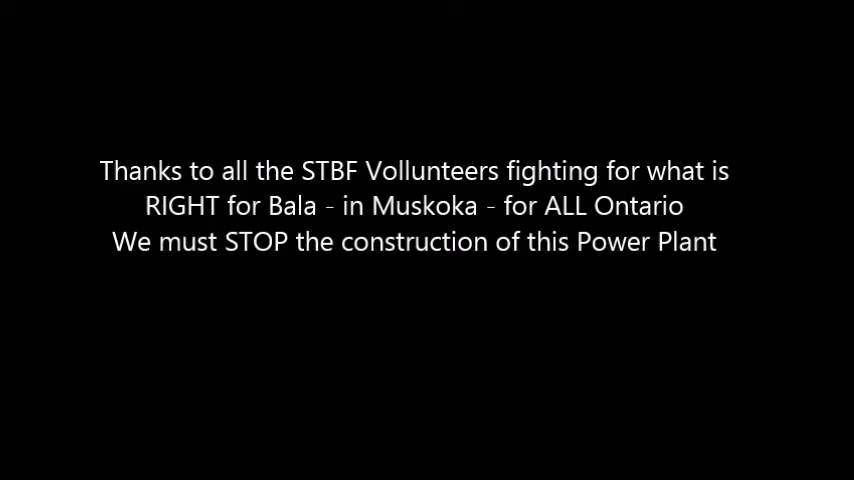 Thanks to all the STBF Vollunteers fighting for what is
RIGHT for Bala - in Muskoka - for ALL Ontario
We must STOP the construction of this Power Plant